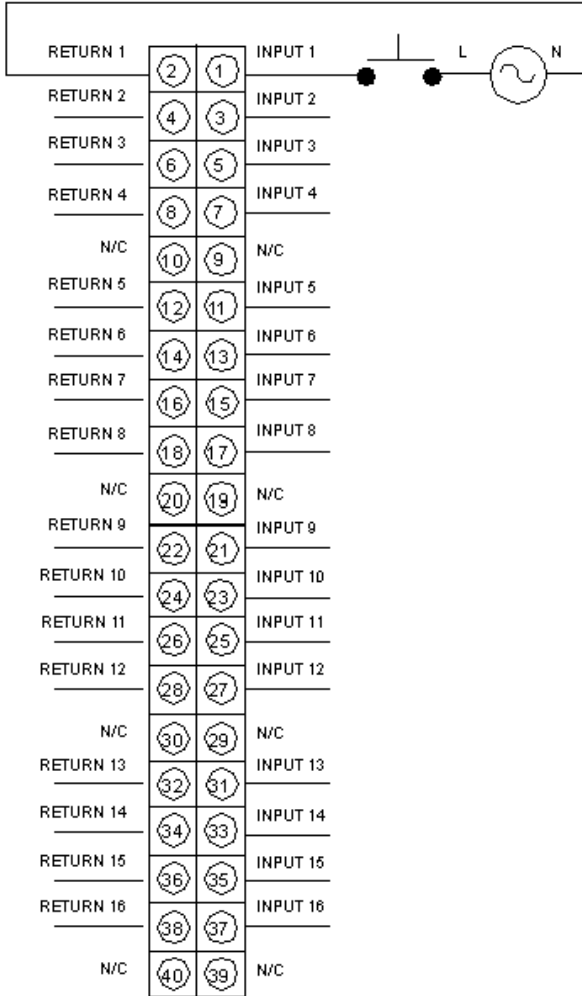 RETURN 1 2 1 INPUT 1 L N
RETURN 2 4 3 INPUT 2
RETURN 3 6 5 INPUT 3
RETURN 4 8 7 INPUT 4
N/C 10 9 N/C
RETURN 5 12 11 INPUT 5
RETURN 6 14 13 INPUT 6
RETURN 7 16 15 INPUT 7
RETURN 8 18 17 INPUT 8
N/C 20 19 N/C
RETURN 9 22 21 INPUT 9
RETURN 10 24 23 INPUT 10
RETURN 11 26 25 INPUT 11
RETURN 12 28 27 INPUT 12
N/C 30 29 N/C
RETURN 13 32 31 INPUT 13
RETURN 14 34 33 INPUT 14
RETURN 15 36 35 INPUT 15
RETURN 16 38 37 INPUT 16
N/C 40 39 N/C